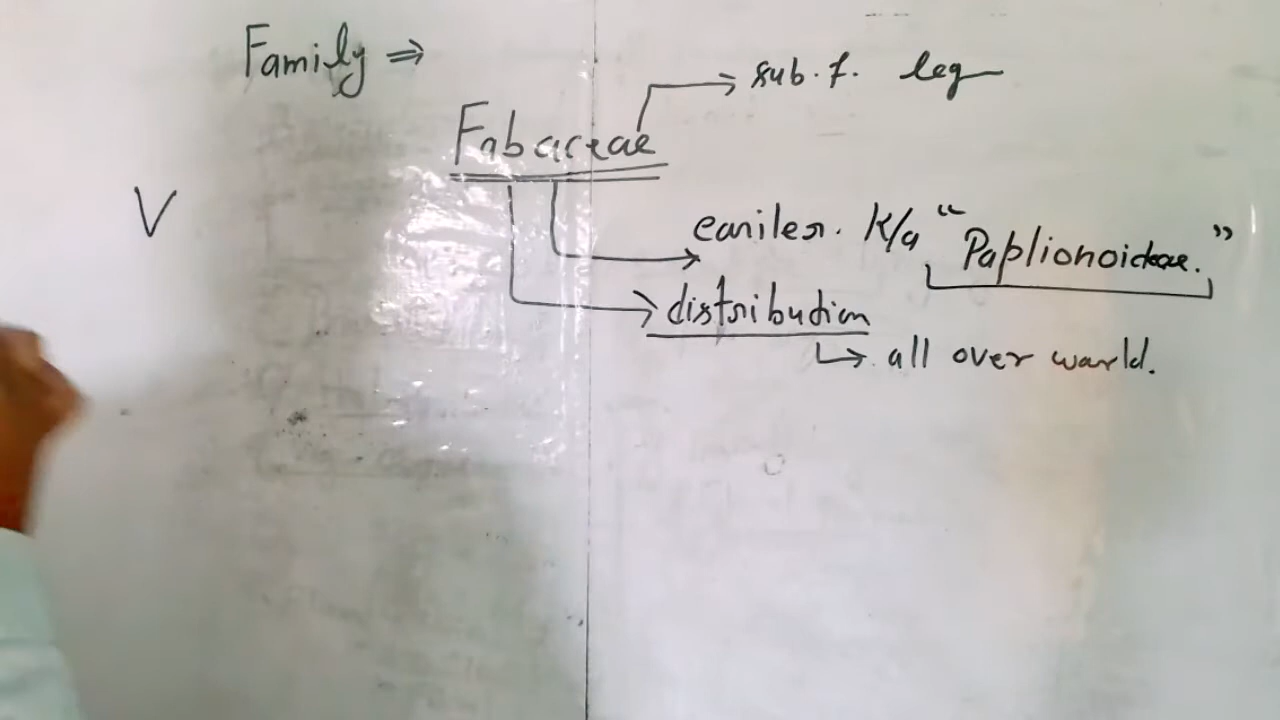 Family ⇒
sub.f. leg
Fabaceae
V
earlier. K/a "Paplionoideae."
distribution
↳ all over world.